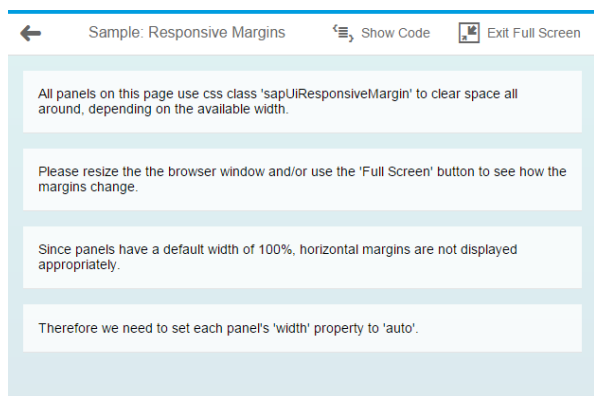 Sample: Responsive Margins
Show Code
Exit Full Screen
All panels on this page use css class 'sapUiResponsiveMargin' to clear space all
around, depending on the available width.
Please resize the the browser window and/or use the 'Full Screen' button to see how the
margins change.
Since panels have a default width of 100%, horizontal margins are not displayed
appropriately.
Therefore we need to set each panel's 'width' property to 'auto'.